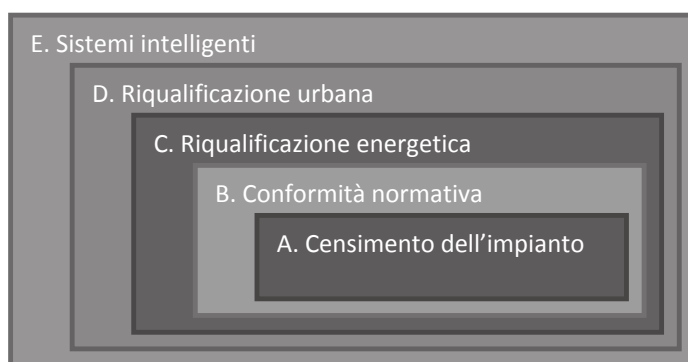 E. Sistemi intelligenti
D. Riqualificazione urbana
C. Riqualificazione energetica
B. Conformità normativa
A. Censimento dell’impianto